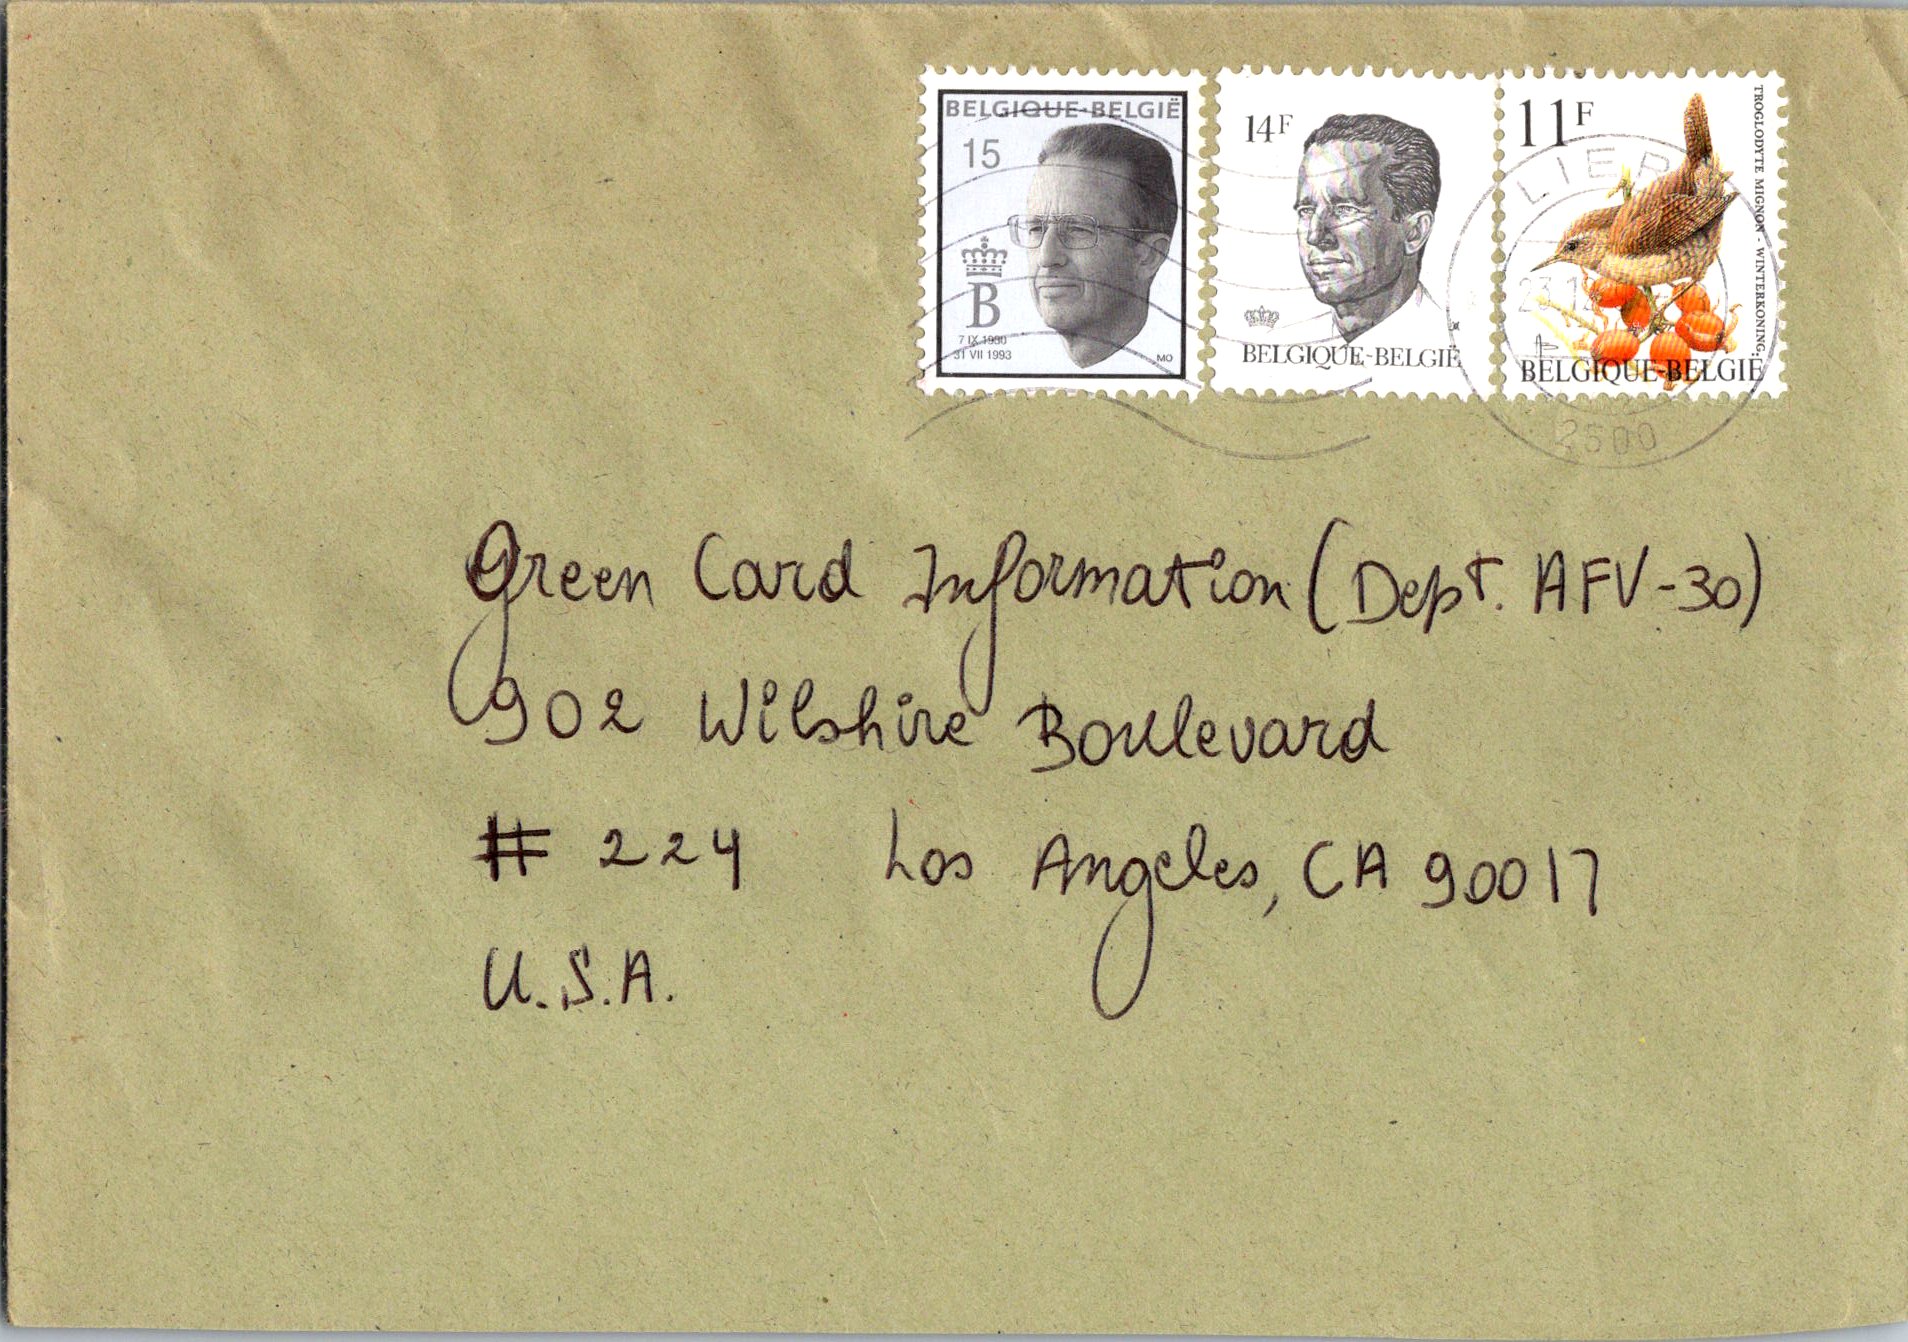 BELGIQUE-BELGIË
15
B
7 IX 1930
31 VII 1993
MO
14F
BELGIQUE-BELGIË
11F
TROGLODYTE MIGNON - WINTERKONING.
BELGIQUE-BELGIË
LIER
2500
Green Card Information (Dept. AFV-30)
902 Wilshire Boulevard
# 224 Los Angeles, CA 90017
U.S.A.